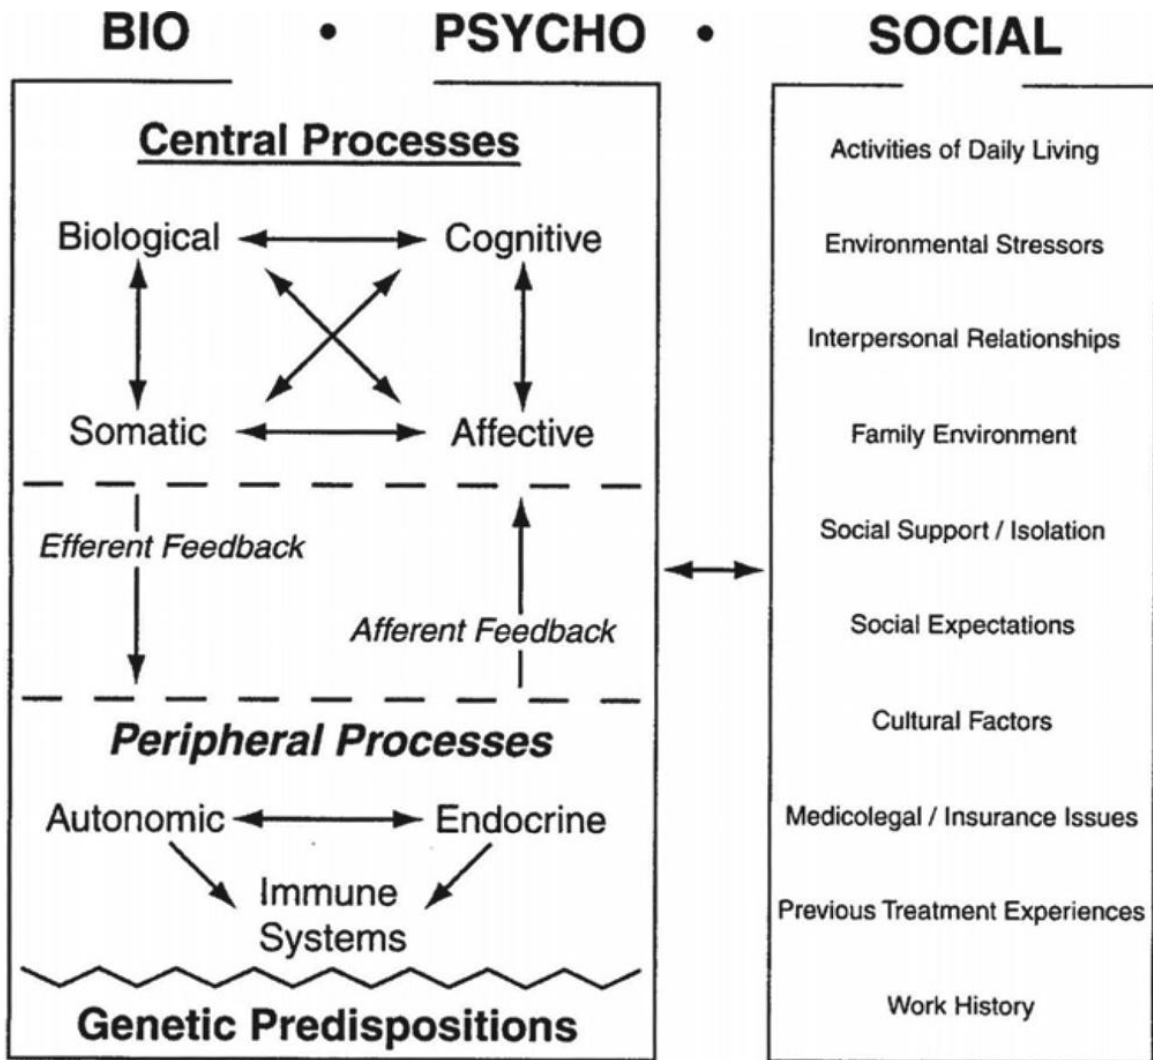 BIO • PSYCHO • SOCIAL
Central Processes
Biological Cognitive
Somatic Affective
Efferent Feedback
Afferent Feedback
Peripheral Processes
Autonomic Endocrine
Immune
Systems
Genetic Predispositions
Activities of Daily Living
Environmental Stressors
Interpersonal Relationships
Family Environment
Social Support / Isolation
Social Expectations
Cultural Factors
Medicolegal / Insurance Issues
Previous Treatment Experiences
Work History